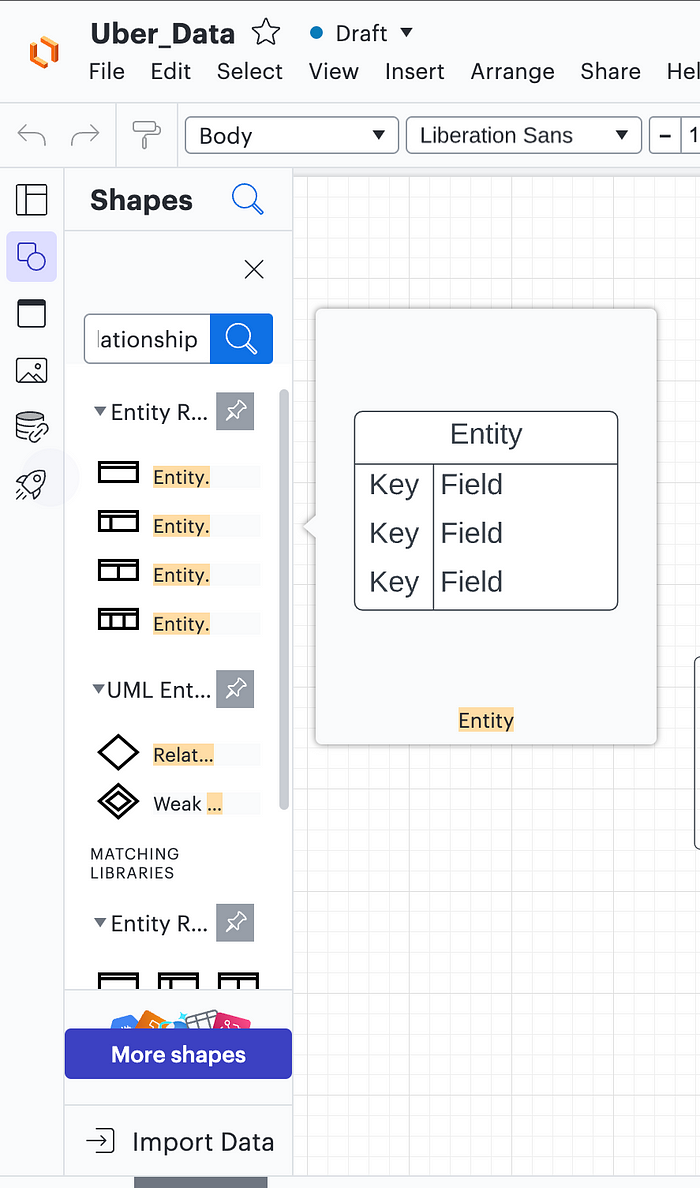 Uber_Data
Draft
File Edit Select View Insert Arrange Share Hel
Body
Liberation Sans
1
Shapes
lationship
Entity R...
Entity.
Entity.
Entity.
Entity.
UML Ent...
Relat...
Weak ...
MATCHING
LIBRARIES
Entity R...
More shapes
Import Data
Entity
Key Field
Key Field
Key Field
Entity